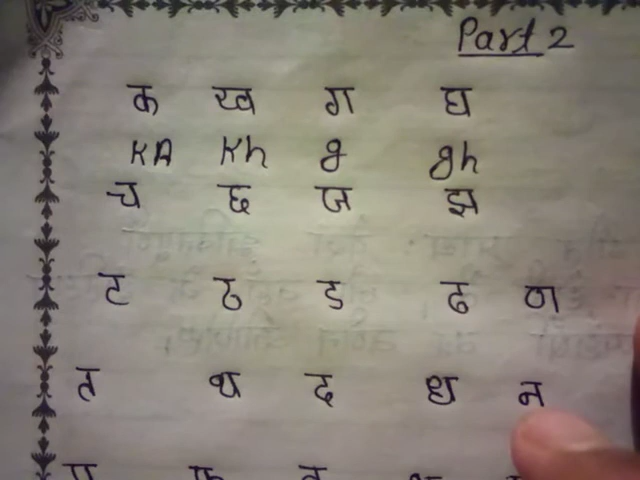 Part 2
क ख ग घ
KA Kh g gh
च छ ज झ
ट ठ ड ढ ण
त थ द ध न